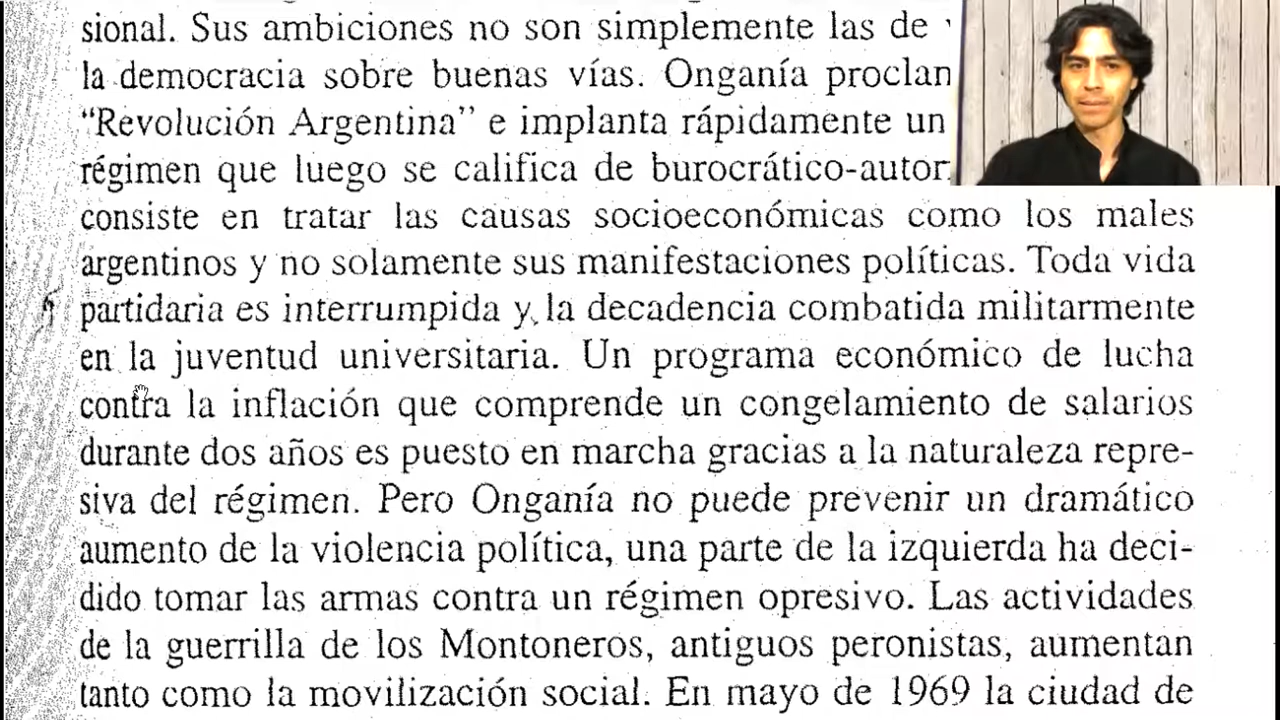 sional. Sus ambiciones no son simplemente las de
la democracia sobre buenas vías. Onganía
“Revolución Argentina” e implanta rápidamente un
régimen que luego se califica de
consiste en tratar las causas socioeconómicas como los males
argentinos y no solamente sus manifestaciones políticas. Toda vida
partidaria es interrumpida y la decadencia combatida militarmente
en la juventud universitaria. Un programa económico de lucha
contra la inflación que comprende un congelamiento de salarios
durante dos años es puesto en marcha gracias a la naturaleza repre-
siva del régimen. Pero Onganía no puede prevenir un dramático
aumento de la violencia política, una parte de la izquierda ha deci-
dido tomar las armas contra un régimen opresivo. Las actividades
de la guerrilla de los Montoneros, antiguos peronistas, aumentan
tanto como la movilización social. En mayo de 1969 la ciudad de